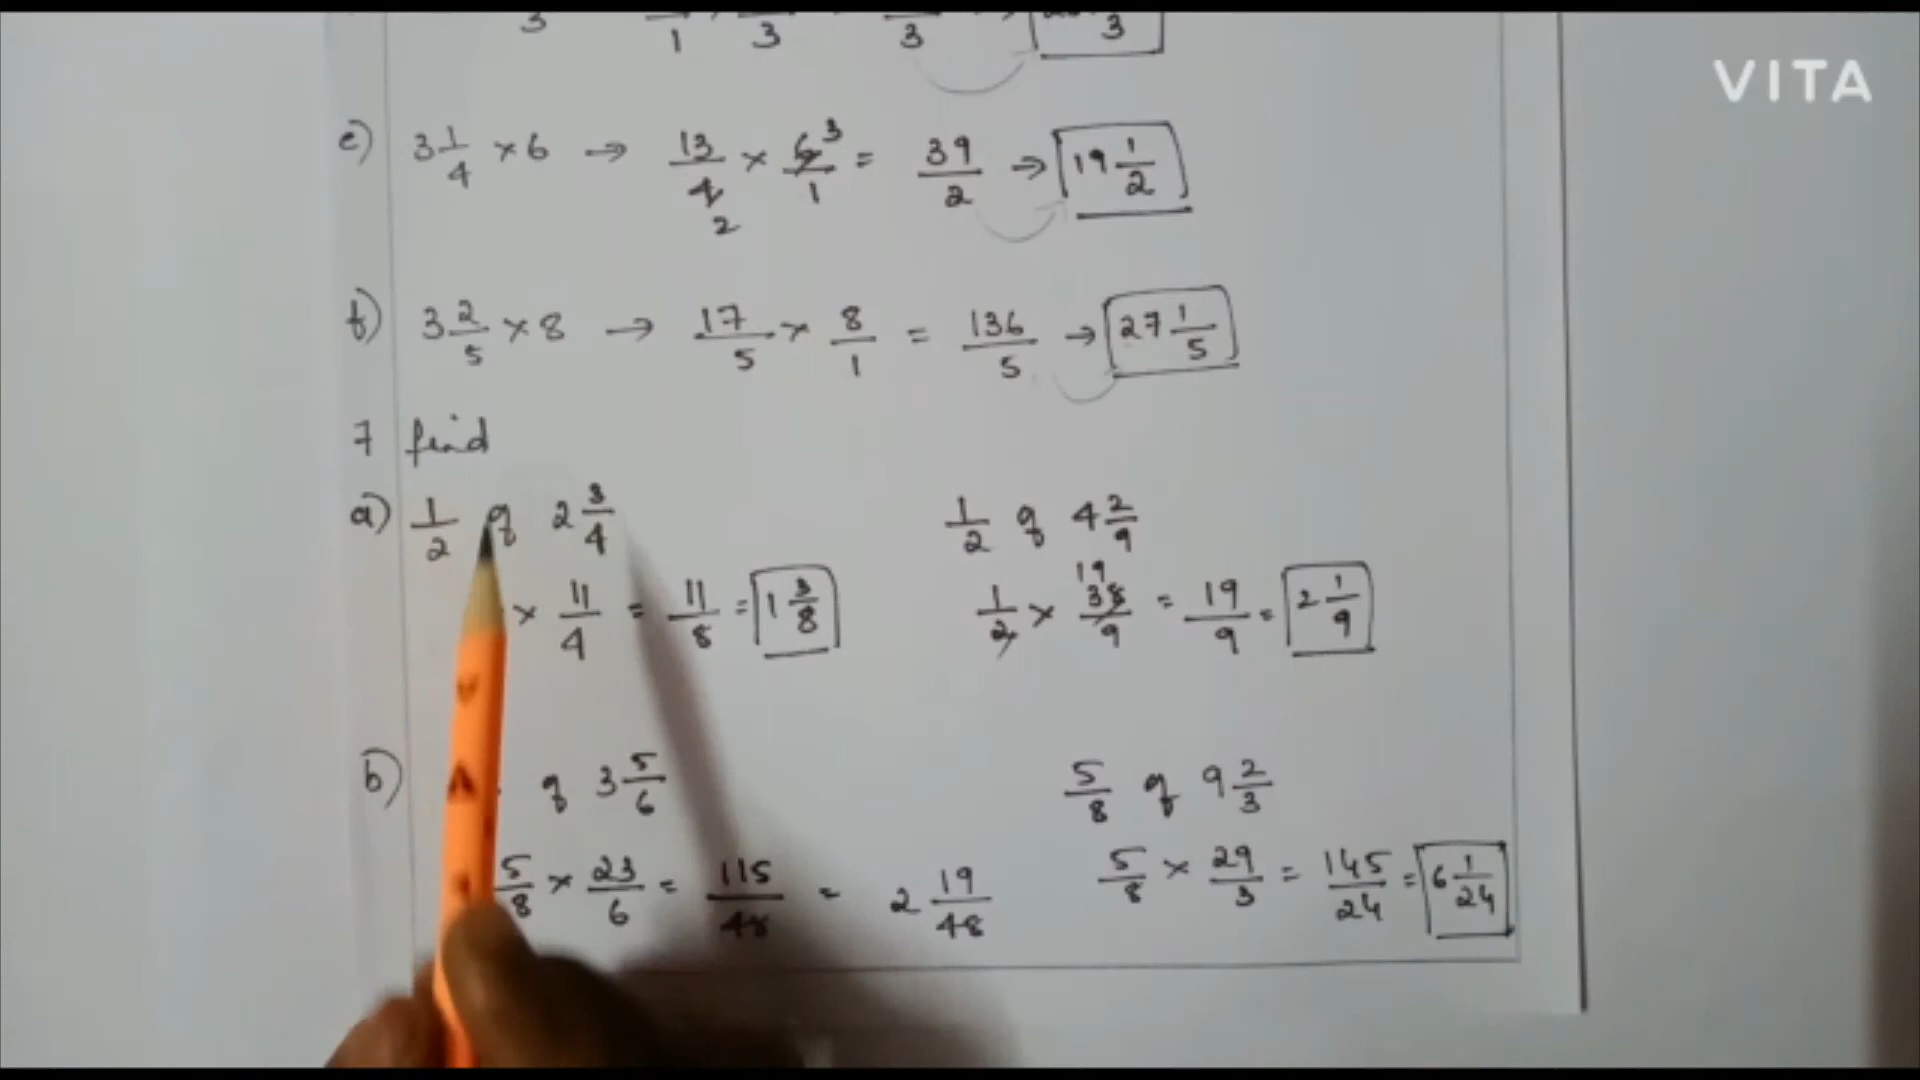 VITA
e) 3 1/4 × 6 → 13/4 2 × 6 3/1 = 39/2 → 19 1/2
f) 3 2/5 × 8 → 17/5 × 8/1 = 136/5 → 27 1/5
7 find
a) 1/2 of 2 3/4
× 11/4 = 11/8 = 1 3/8
1/2 of 4 2/9
1/2 × 19 38/9 = 19/9 = 2 1/9
b) of 3 5/6
5/8 × 23/6 = 115/48 = 2 19/48
5/8 of 9 2/3
5/8 × 29/3 = 145/24 = 6 1/24